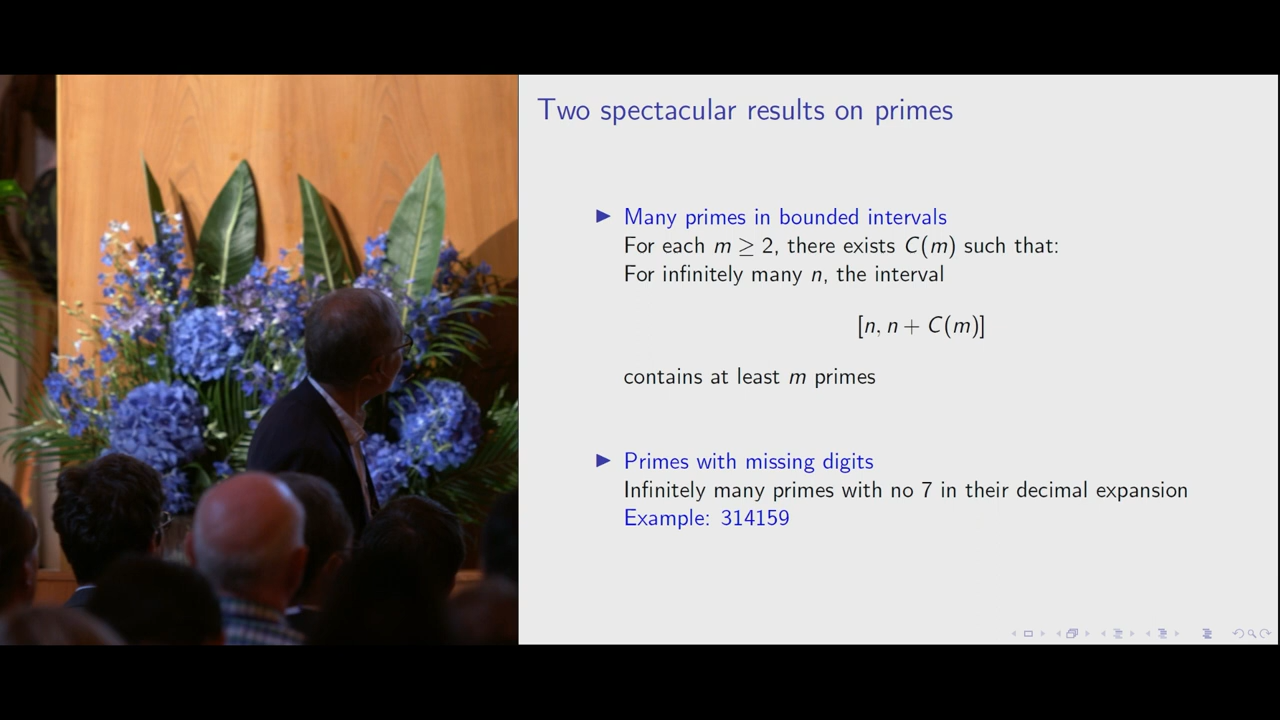 Two spectacular results on primes
▶ Many primes in bounded intervals
For each m ≥ 2, there exists C(m) such that:
For infinitely many n, the interval
[n, n + C(m)]
contains at least m primes
▶ Primes with missing digits
Infinitely many primes with no 7 in their decimal expansion
Example: 314159